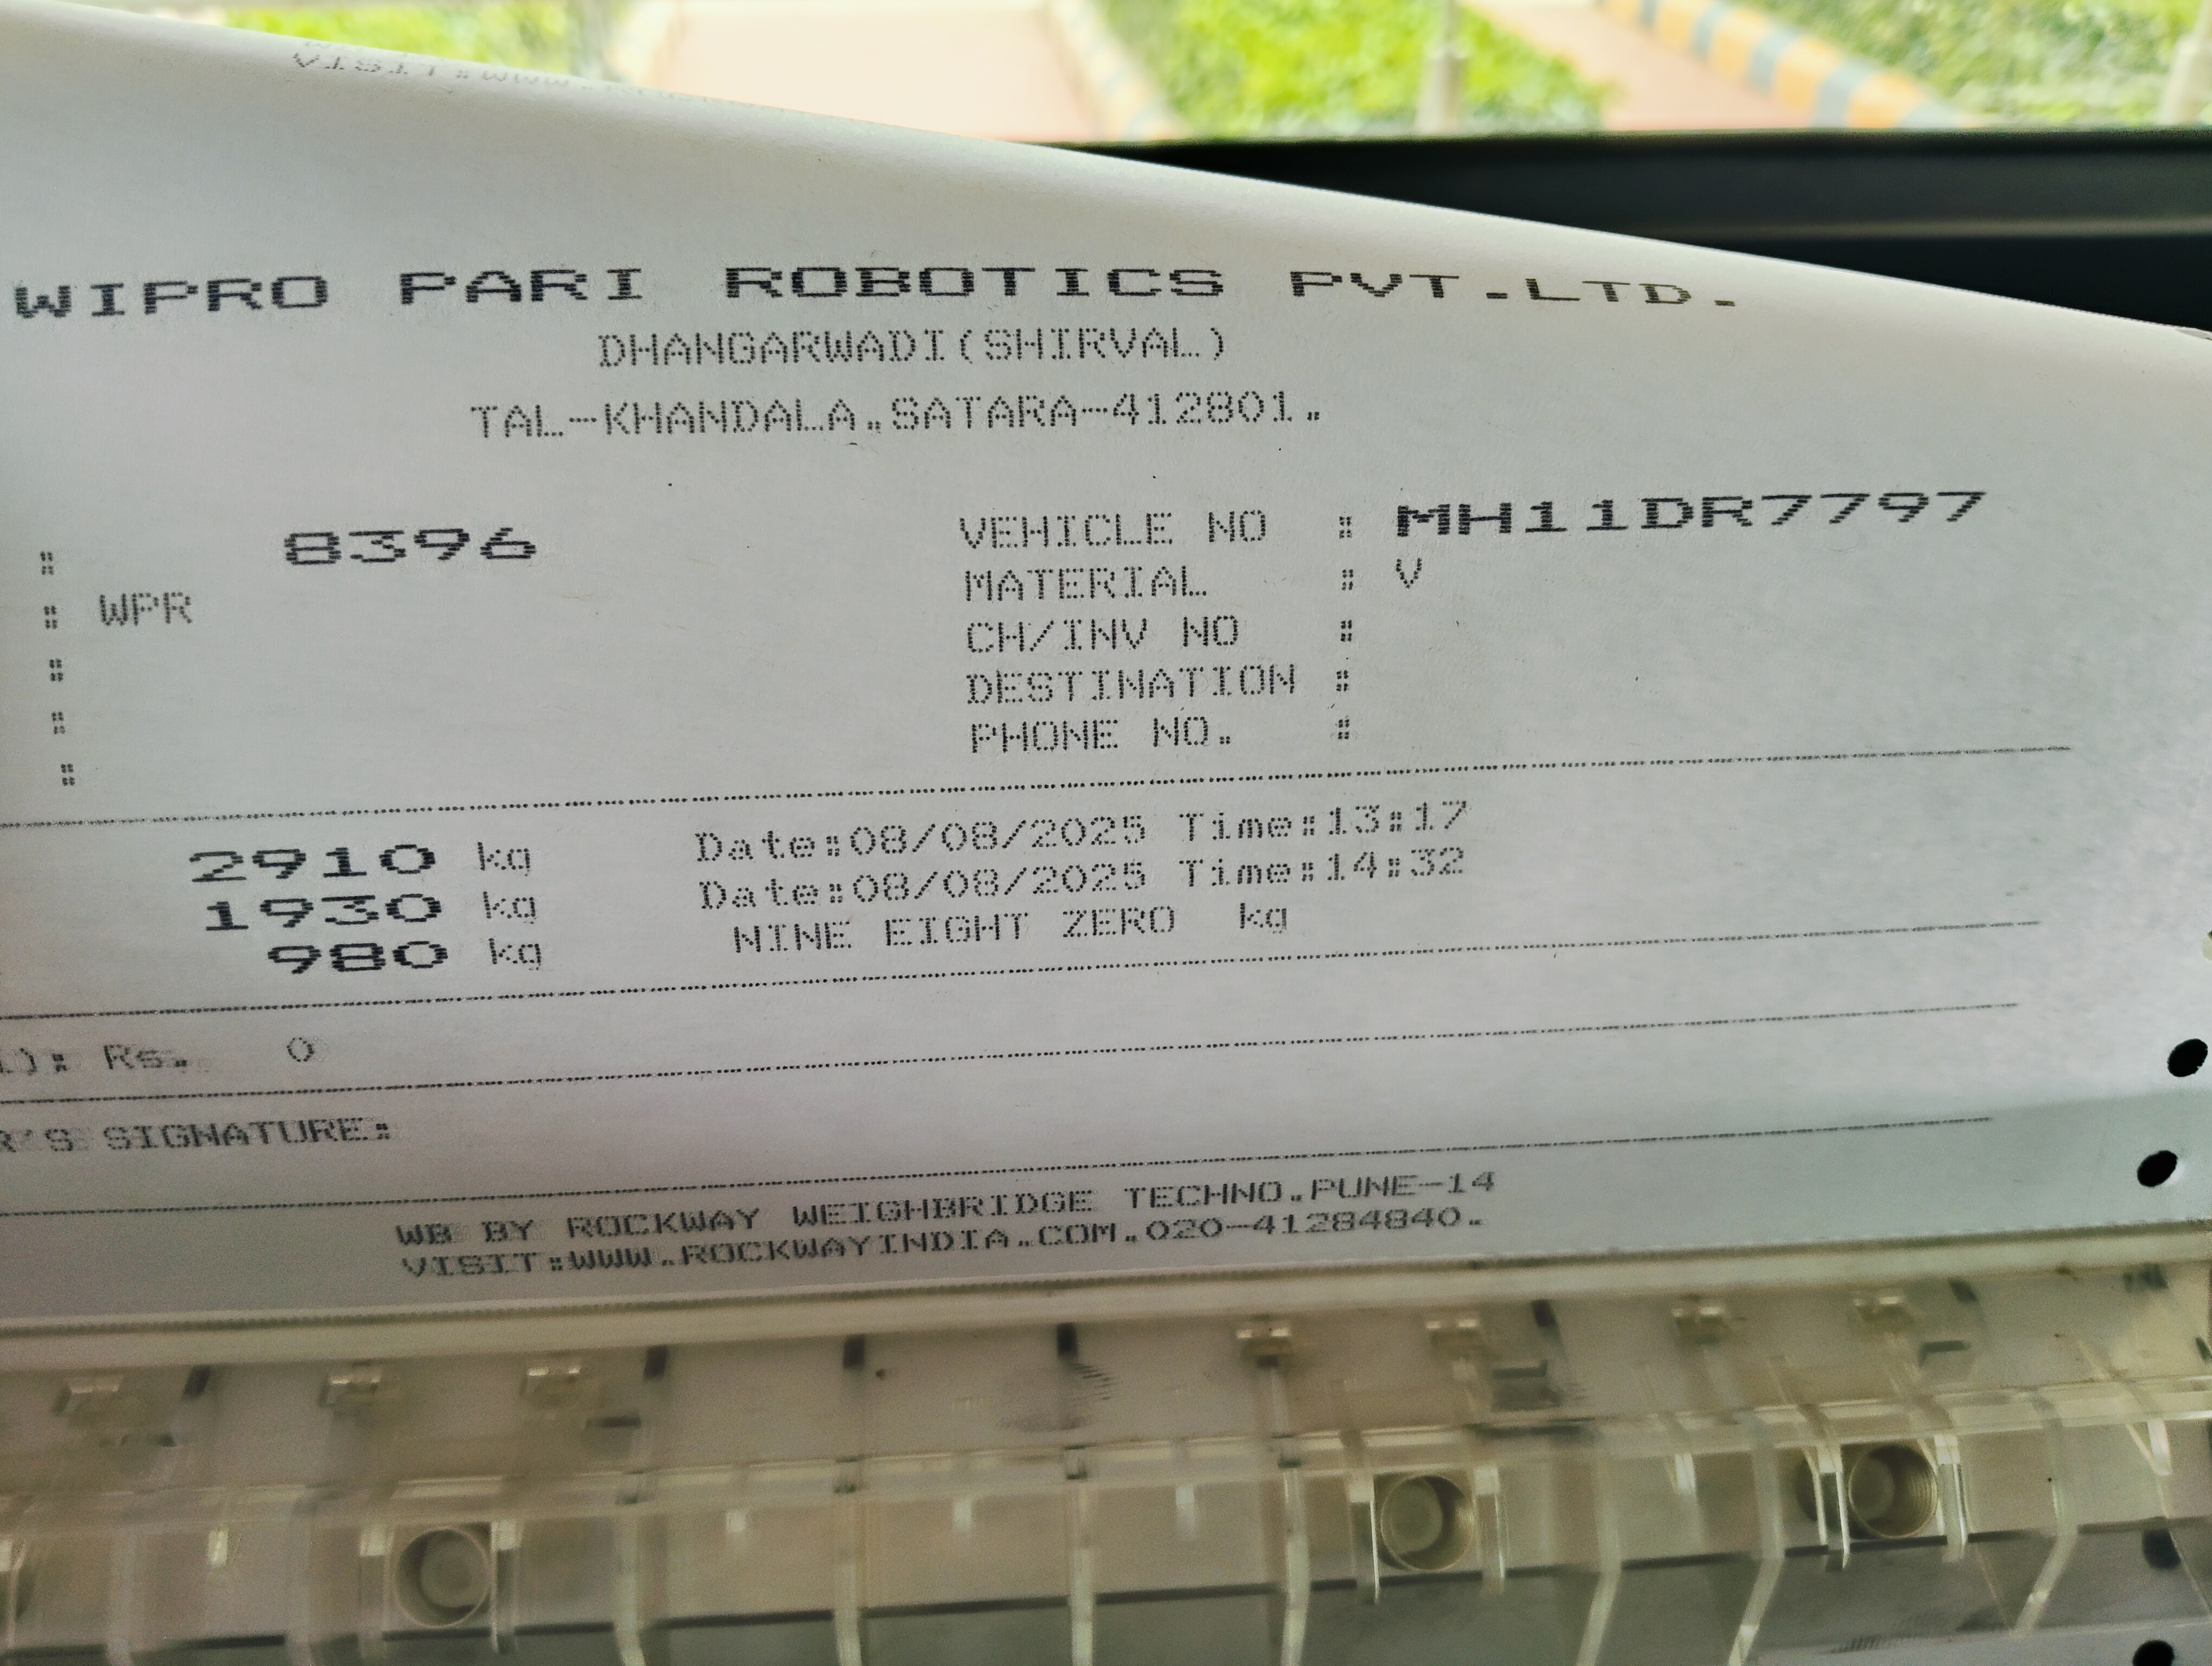 VISIT:WWW.
WIPRO PARI ROBOTICS PVT.LTD.
DHANGARWADI(SHIRVAL)
TAL-KHANDALA.SATARA-412801.
: 8396 VEHICLE NO : MH11DR7797
: WPR MATERIAL : V
: CH/INV NO :
: DESTINATION :
: PHONE NO. :
2910 kg Date:08/08/2025 Time:13:17
1930 kg Date:08/08/2025 Time:14:32
980 kg NINE EIGHT ZERO kg
): Rs. 0
R'S SIGNATURE:
WB BY ROCKWAY WEIGHBRIDGE TECHNO.PUNE-14
VISIT:WWW.ROCKWAYINDIA.COM.020-41284840.